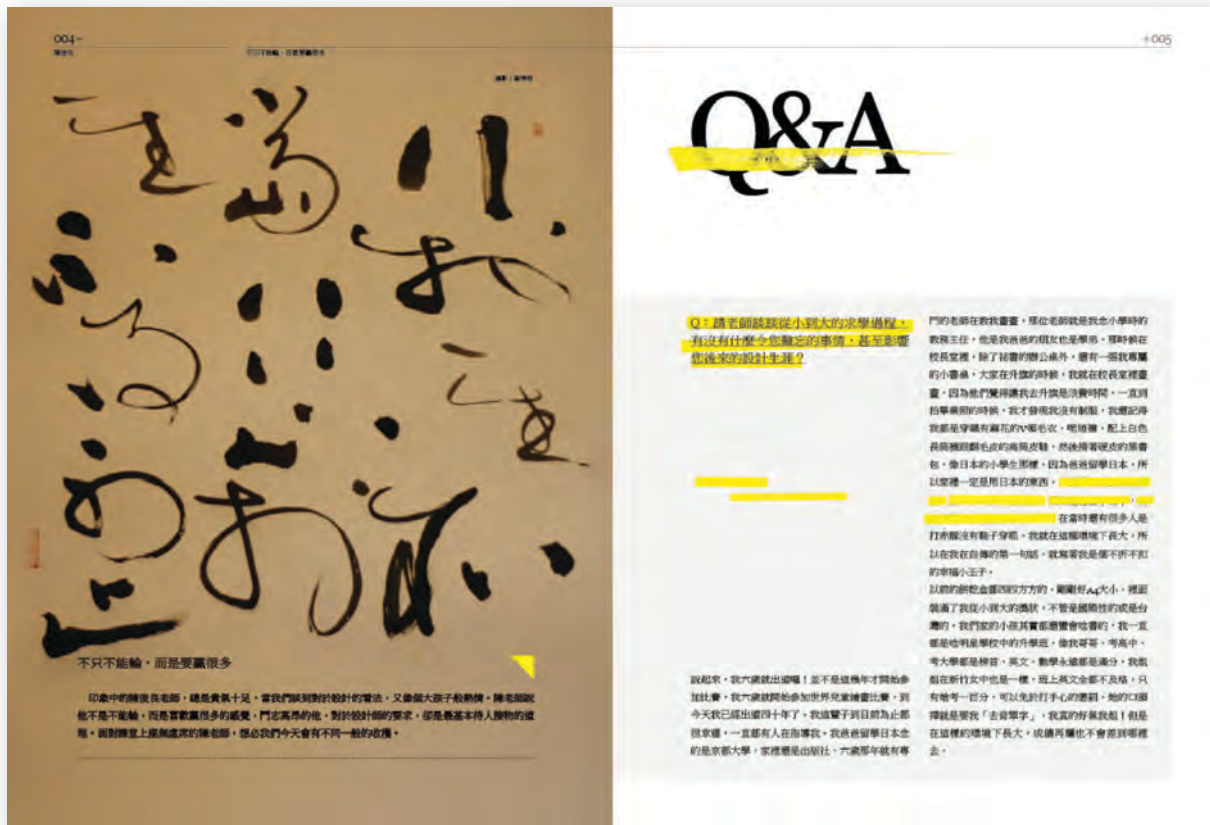 004
不只不能輸，而是要贏很多
不只不能輸，而是要贏很多
印象中的陳俊良老師，總是貴氣十足，當我們談到對於設計的看法，又像個大孩子般熱情。陳老師說
他不是不能輸，而是喜歡贏很多的感覺，鬥志高昂的他，對於設計師的要求，卻是最基本待人接物的道
理。面對課堂上座無虛席的陳老師，想必我們今天會有不同一般的收穫。
+005
Q&A
Q：請老師談談從小到大的求學過程，
有沒有什麼令您難忘的事情，甚至影響
您後來的設計生涯？
說起來，我六歲就出道囉！並不是這幾年才開始參
加比賽，我六歲就開始參加世界兒童繪畫比賽，到
今天我已經出道四十年了。我這輩子到目前為止都
很幸運，一直都有人在指導我。我爸爸留學日本念
的是京都大學，家裡還是出版社，六歲那年就有專
門的老師在教我畫畫，那位老師就是我念小學時的
教務主任，他是我爸爸的朋友也是學弟。那時候在
校長室裡，除了祕書的辦公桌外，還有一張我專屬
的小書桌，大家在升旗的時候，我就在校長室裡畫
畫，因為他們覺得讓我去升旗是浪費時間，一直到
拍畢業照的時候，我才發現我沒有制服，我還記得
我都是穿織有麻花的V領毛衣、呢短褲，配上白色
長筒襪跟翻毛皮的高筒皮鞋，然後揹著硬皮的黑書
包，像日本的小學生那樣，因為爸爸留學日本，所
以家裡一定是用日本的東西，
在當時還有很多人是
打赤腳沒有鞋子穿耶，我就在這種環境下長大，所
以在我在自傳的第一句話，就寫著我是個不折不扣
的幸福小王子。
以前的餅乾盒都四四方方的，剛剛好A4大小，裡面
裝滿了我從小到大的獎狀，不管是國際性的或是台
灣的。我們家的小孩其實都還蠻會唸書的，我一直
都是唸明星學校中的升學班，像我哥哥，考高中、
考大學都是榜首，英文、數學永遠都是滿分，我姐
姐在新竹女中也是一樣，班上英文全都不及格，只
有她考一百分，可以免於打手心的懲罰，她的口頭
禪就是要我「去背單字」，我真的好氣我姐！但是
在這樣的環境下長大，成績再爛也不會差到哪裡
去。